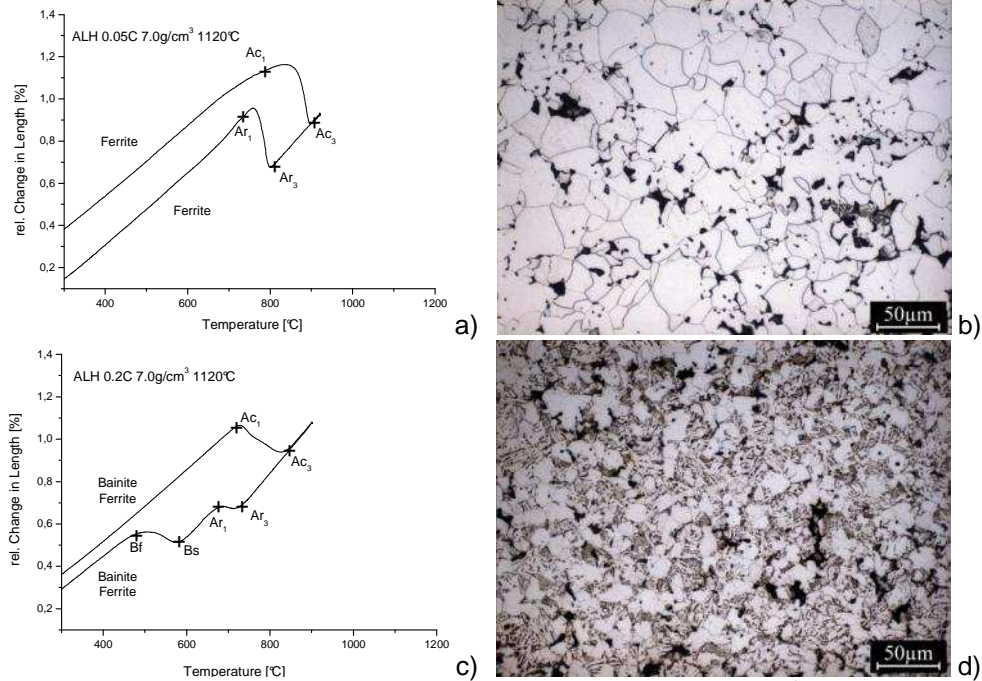 1,4
1,2
1,0
0,8
0,6
0,4
0,2
rel. Change in Length [%]
ALH 0.05C 7.0g/cm³ 1120°C
Ac₁
Ferrite
Ar₁
Ac₃
Ar₃
Ferrite
400 600 800 1000 1200
Temperature [°C]
a)
50µm
b)
1,4
1,2
1,0
0,8
0,6
0,4
0,2
rel. Change in Length [%]
ALH 0.2C 7.0g/cm³ 1120°C
Ac₁
Ac₃
Bainite
Ferrite
Ar₁
Ar₃
Bf
Bs
Bainite
Ferrite
400 600 800 1000 1200
Temperature [°C]
c)
50µm
d)